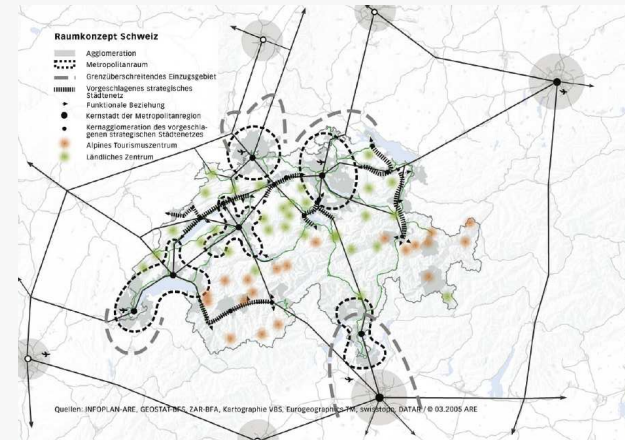 Raumkonzept Schweiz
Agglomeration
Metropolitanraum
Grenzüberschreitendes Einzugsgebiet
Vorgeschlagenes strategisches
Städtenetz
Funktionale Beziehung
Kernstadt der Metropolitanregion
Kernagglomeration des vorgeschla-
genen strategischen Städtenetzes
Alpines Tourismuszentrum
Ländliches Zentrum
Quellen: INFOPLAN-ARE, GEOSTAT-BFS, ZAR-BFA, Kartographie VBS, Eurogeographics TM, swisstopo, DATAR / © 03.2005 ARE